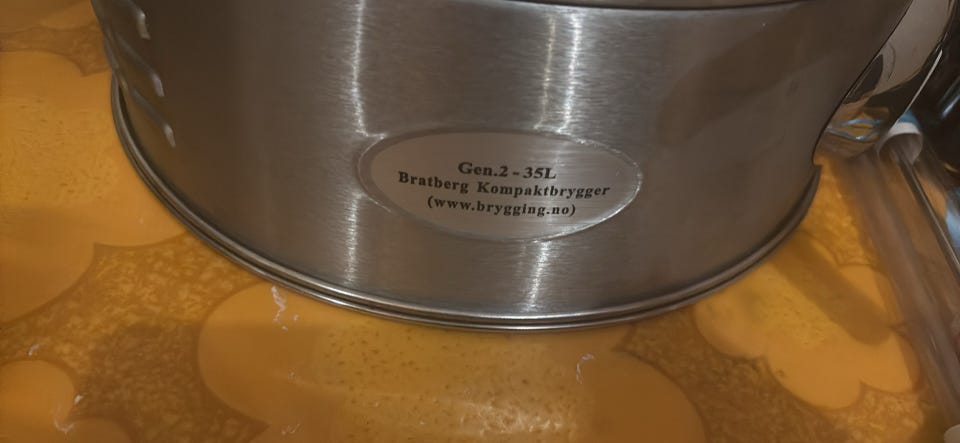 Gen.2 - 35L
Bratberg Kompaktbrygger
(www.brygging.no)